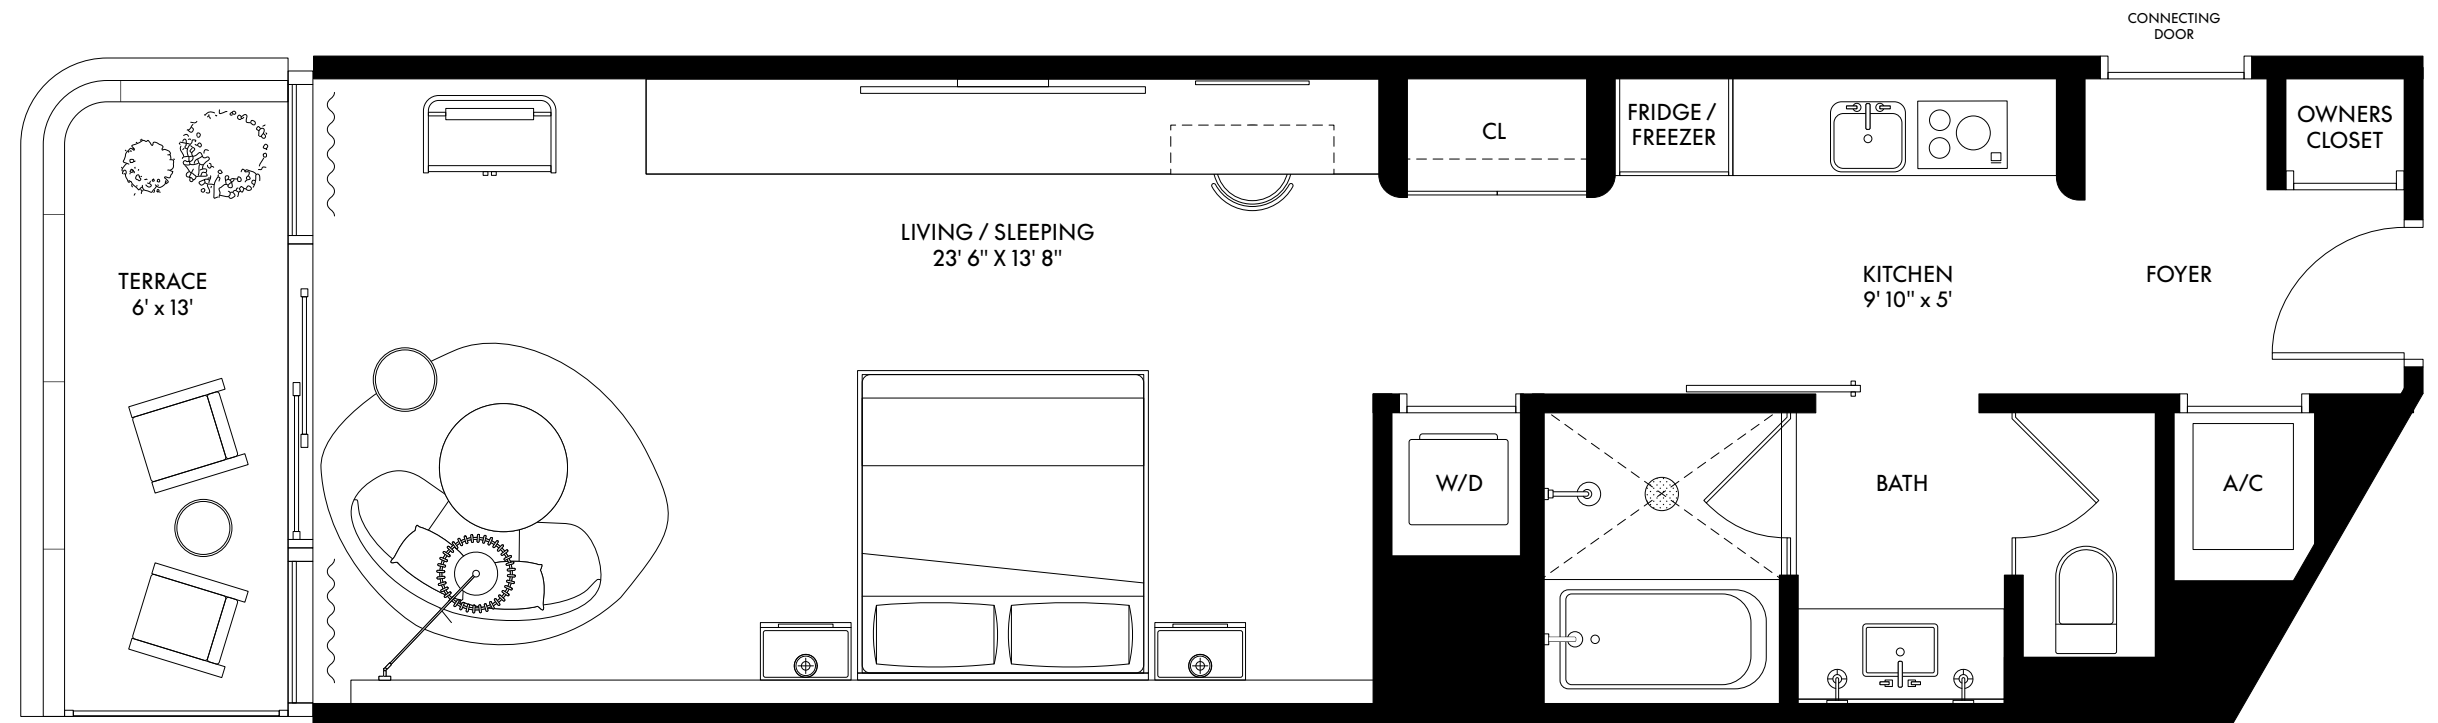 CONNECTING
DOOR
OWNERS
CLOSET
FRIDGE /
FREEZER
CL
LIVING / SLEEPING
23' 6" X 13' 8"
TERRACE
6' x 13'
KITCHEN
9' 10" x 5'
FOYER
W/D
BATH
A/C